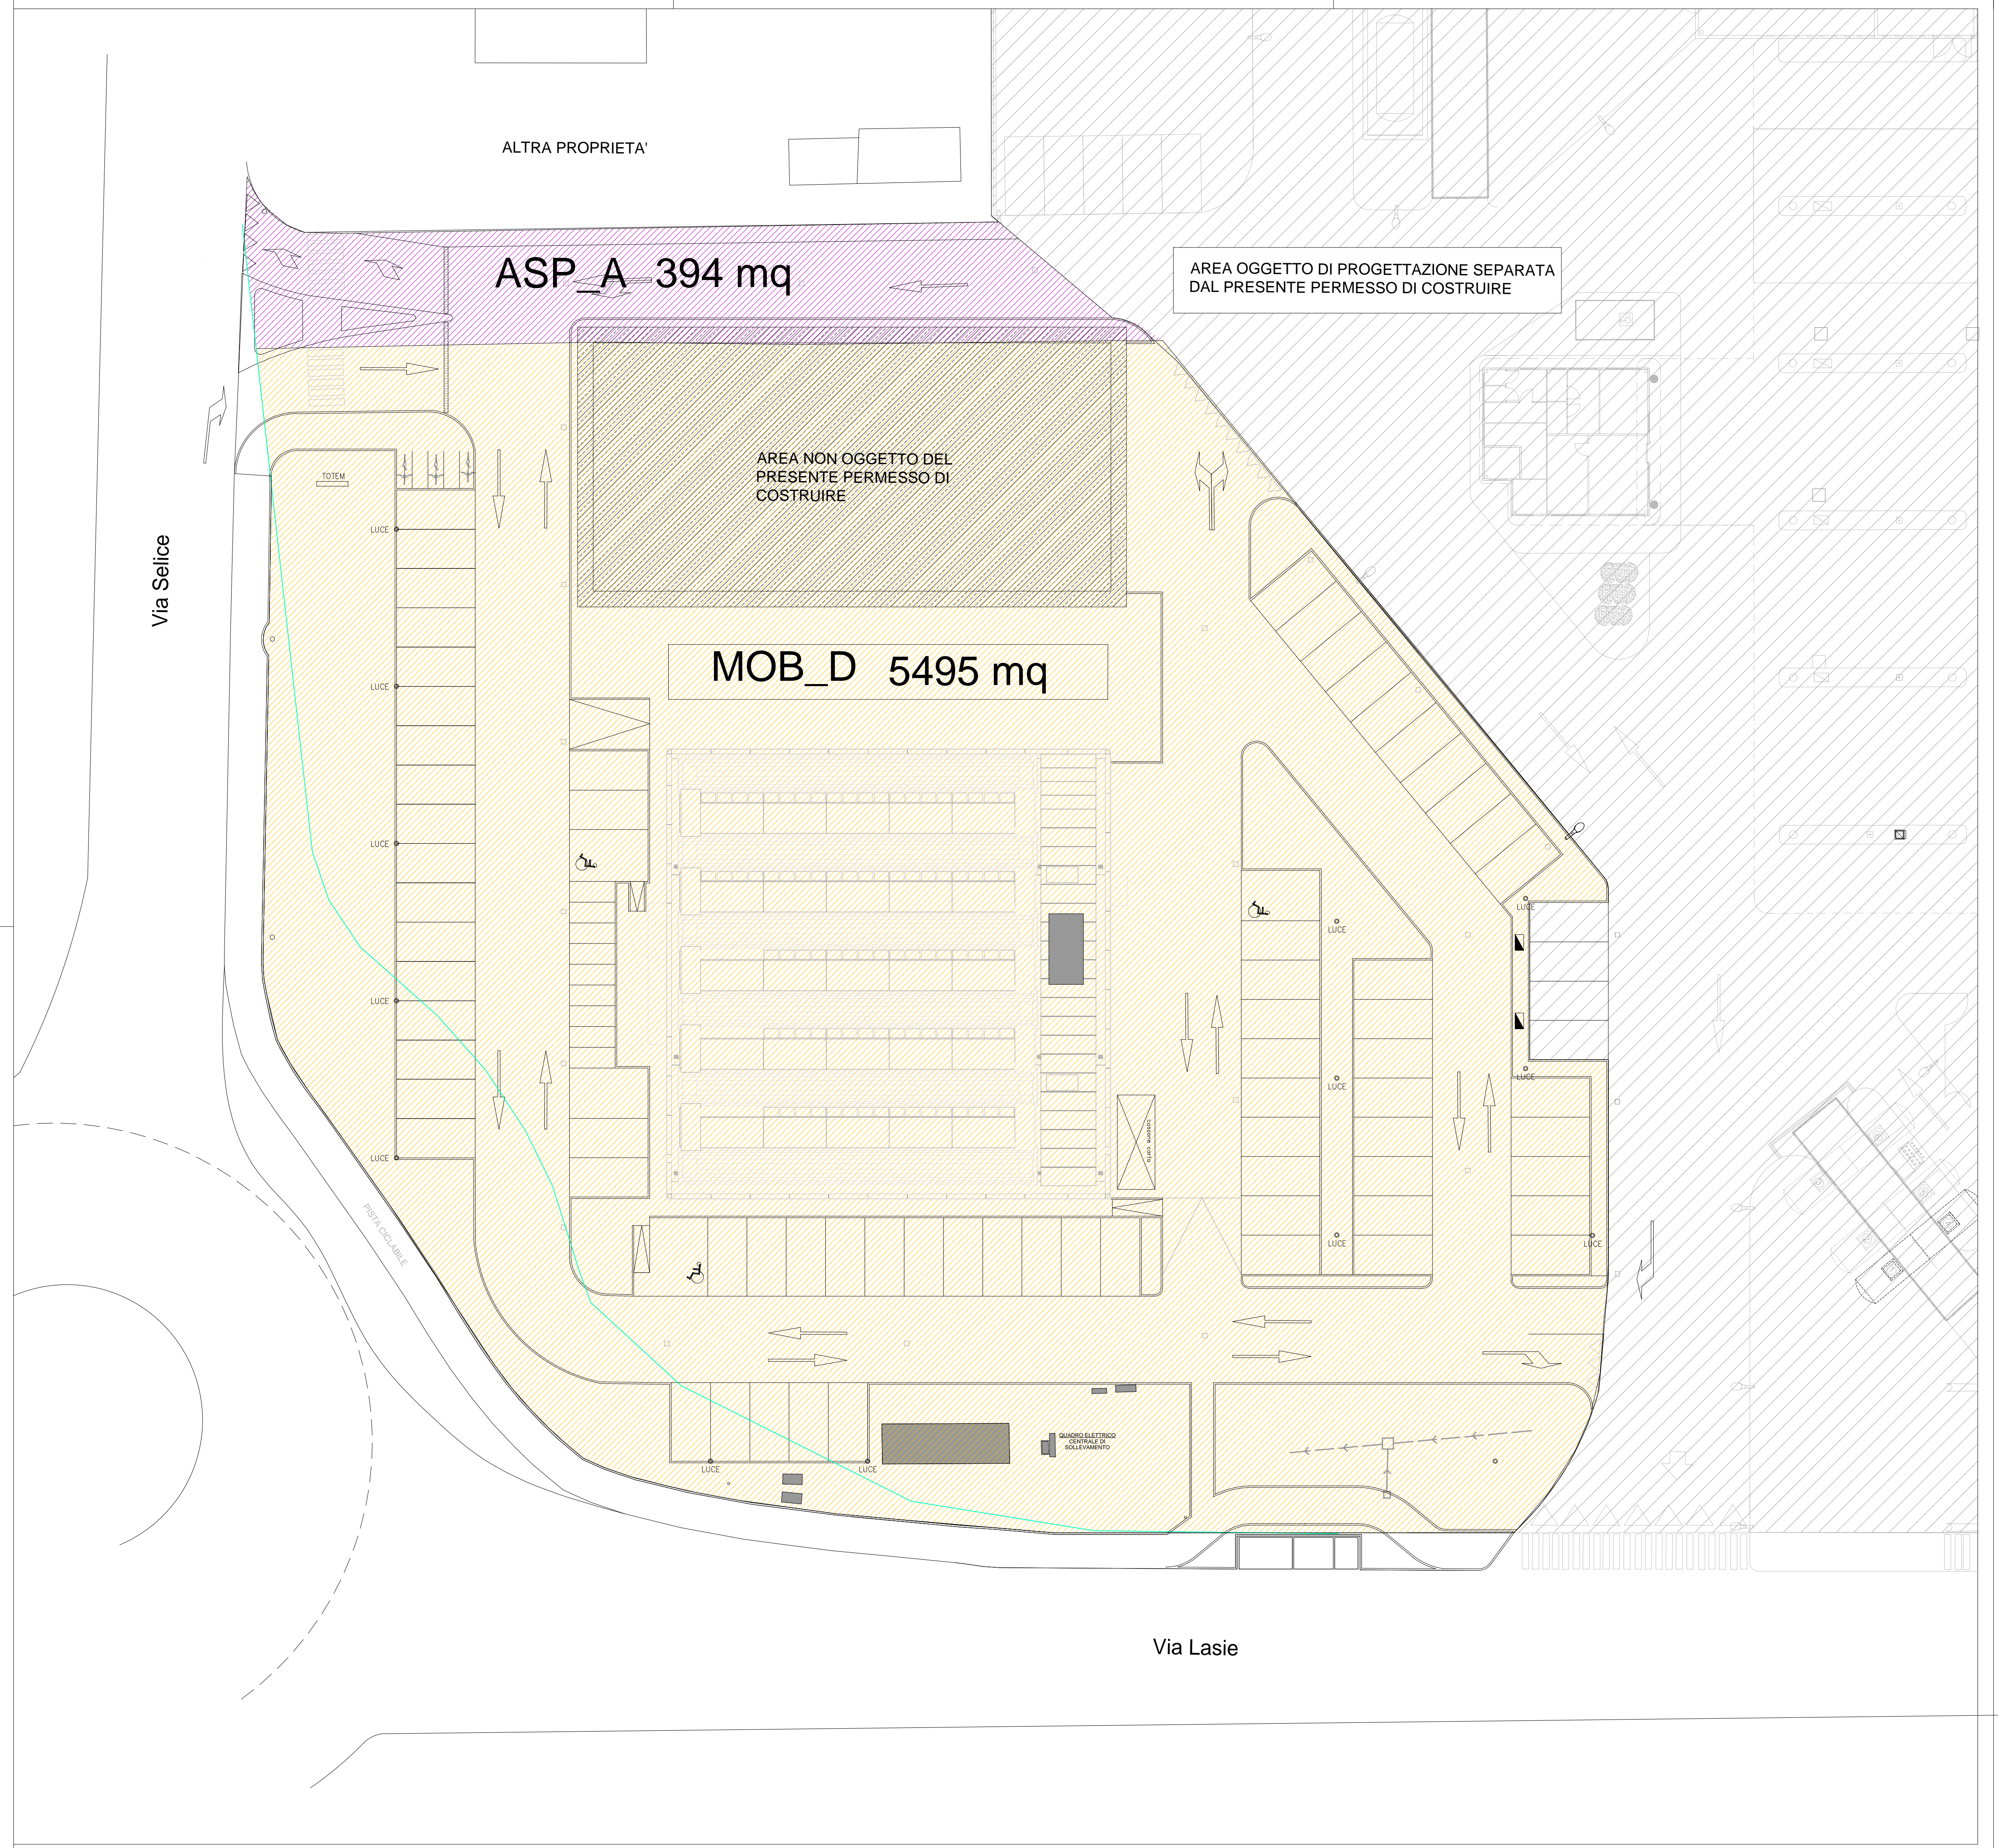 ALTRA PROPRIETA'
ASP_A 394 mq
AREA OGGETTO DI PROGETTAZIONE SEPARATA
DAL PRESENTE PERMESSO DI COSTRUIRE
AREA NON OGGETTO DEL
PRESENTE PERMESSO DI
COSTRUIRE
TOTEM
LUCE
Via Selice
MOB_D 5495 mq
LUCE
LUCE
LUCE
LUCE
LUCE
LUCE
LUCE
LUCE
cassone carta
PISTA CICLABILE
LUCE
LUCE
QUADRO ELETTRICO
CENTRALE DI
SOLLEVAMENTO
LUCE
LUCE
Via Lasie